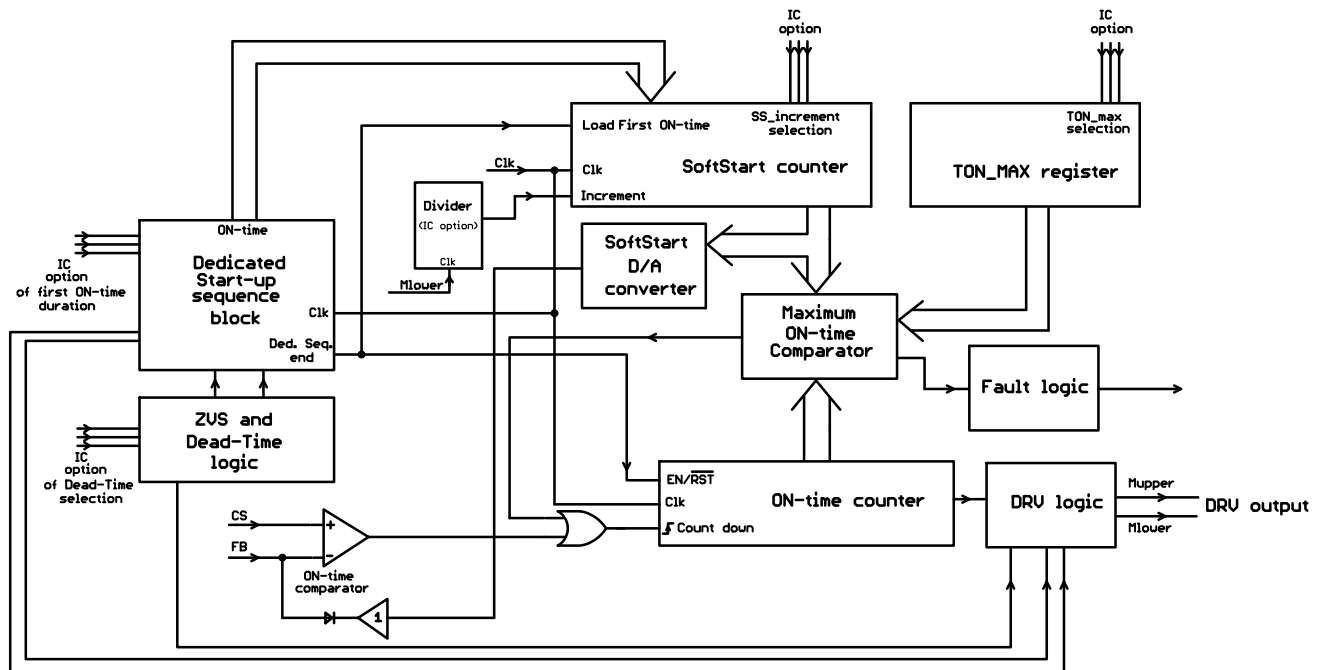 IC
option
IC
option
Load First ON-time
SS_increment
selection
SoftStart counter
Clk
Clk
Increment
TON_max
selection
TON_MAX register
Divider
(IC option)
Clk
Mlower
SoftStart
D/A
converter
ON-time
Dedicated
Start-up
sequence
block
Clk
Ded. Seq.
end
IC
option
of first ON-time
duration
Maximum
ON-time
Comparator
Fault logic
ZVS and
Dead-Time
logic
IC
option
of Dead-Time
selection
EN/RST
Clk
Count down
ON-time counter
DRV logic
Mupper
Mlower
DRV output
CS
FB
+
-
ON-time
comparator
1